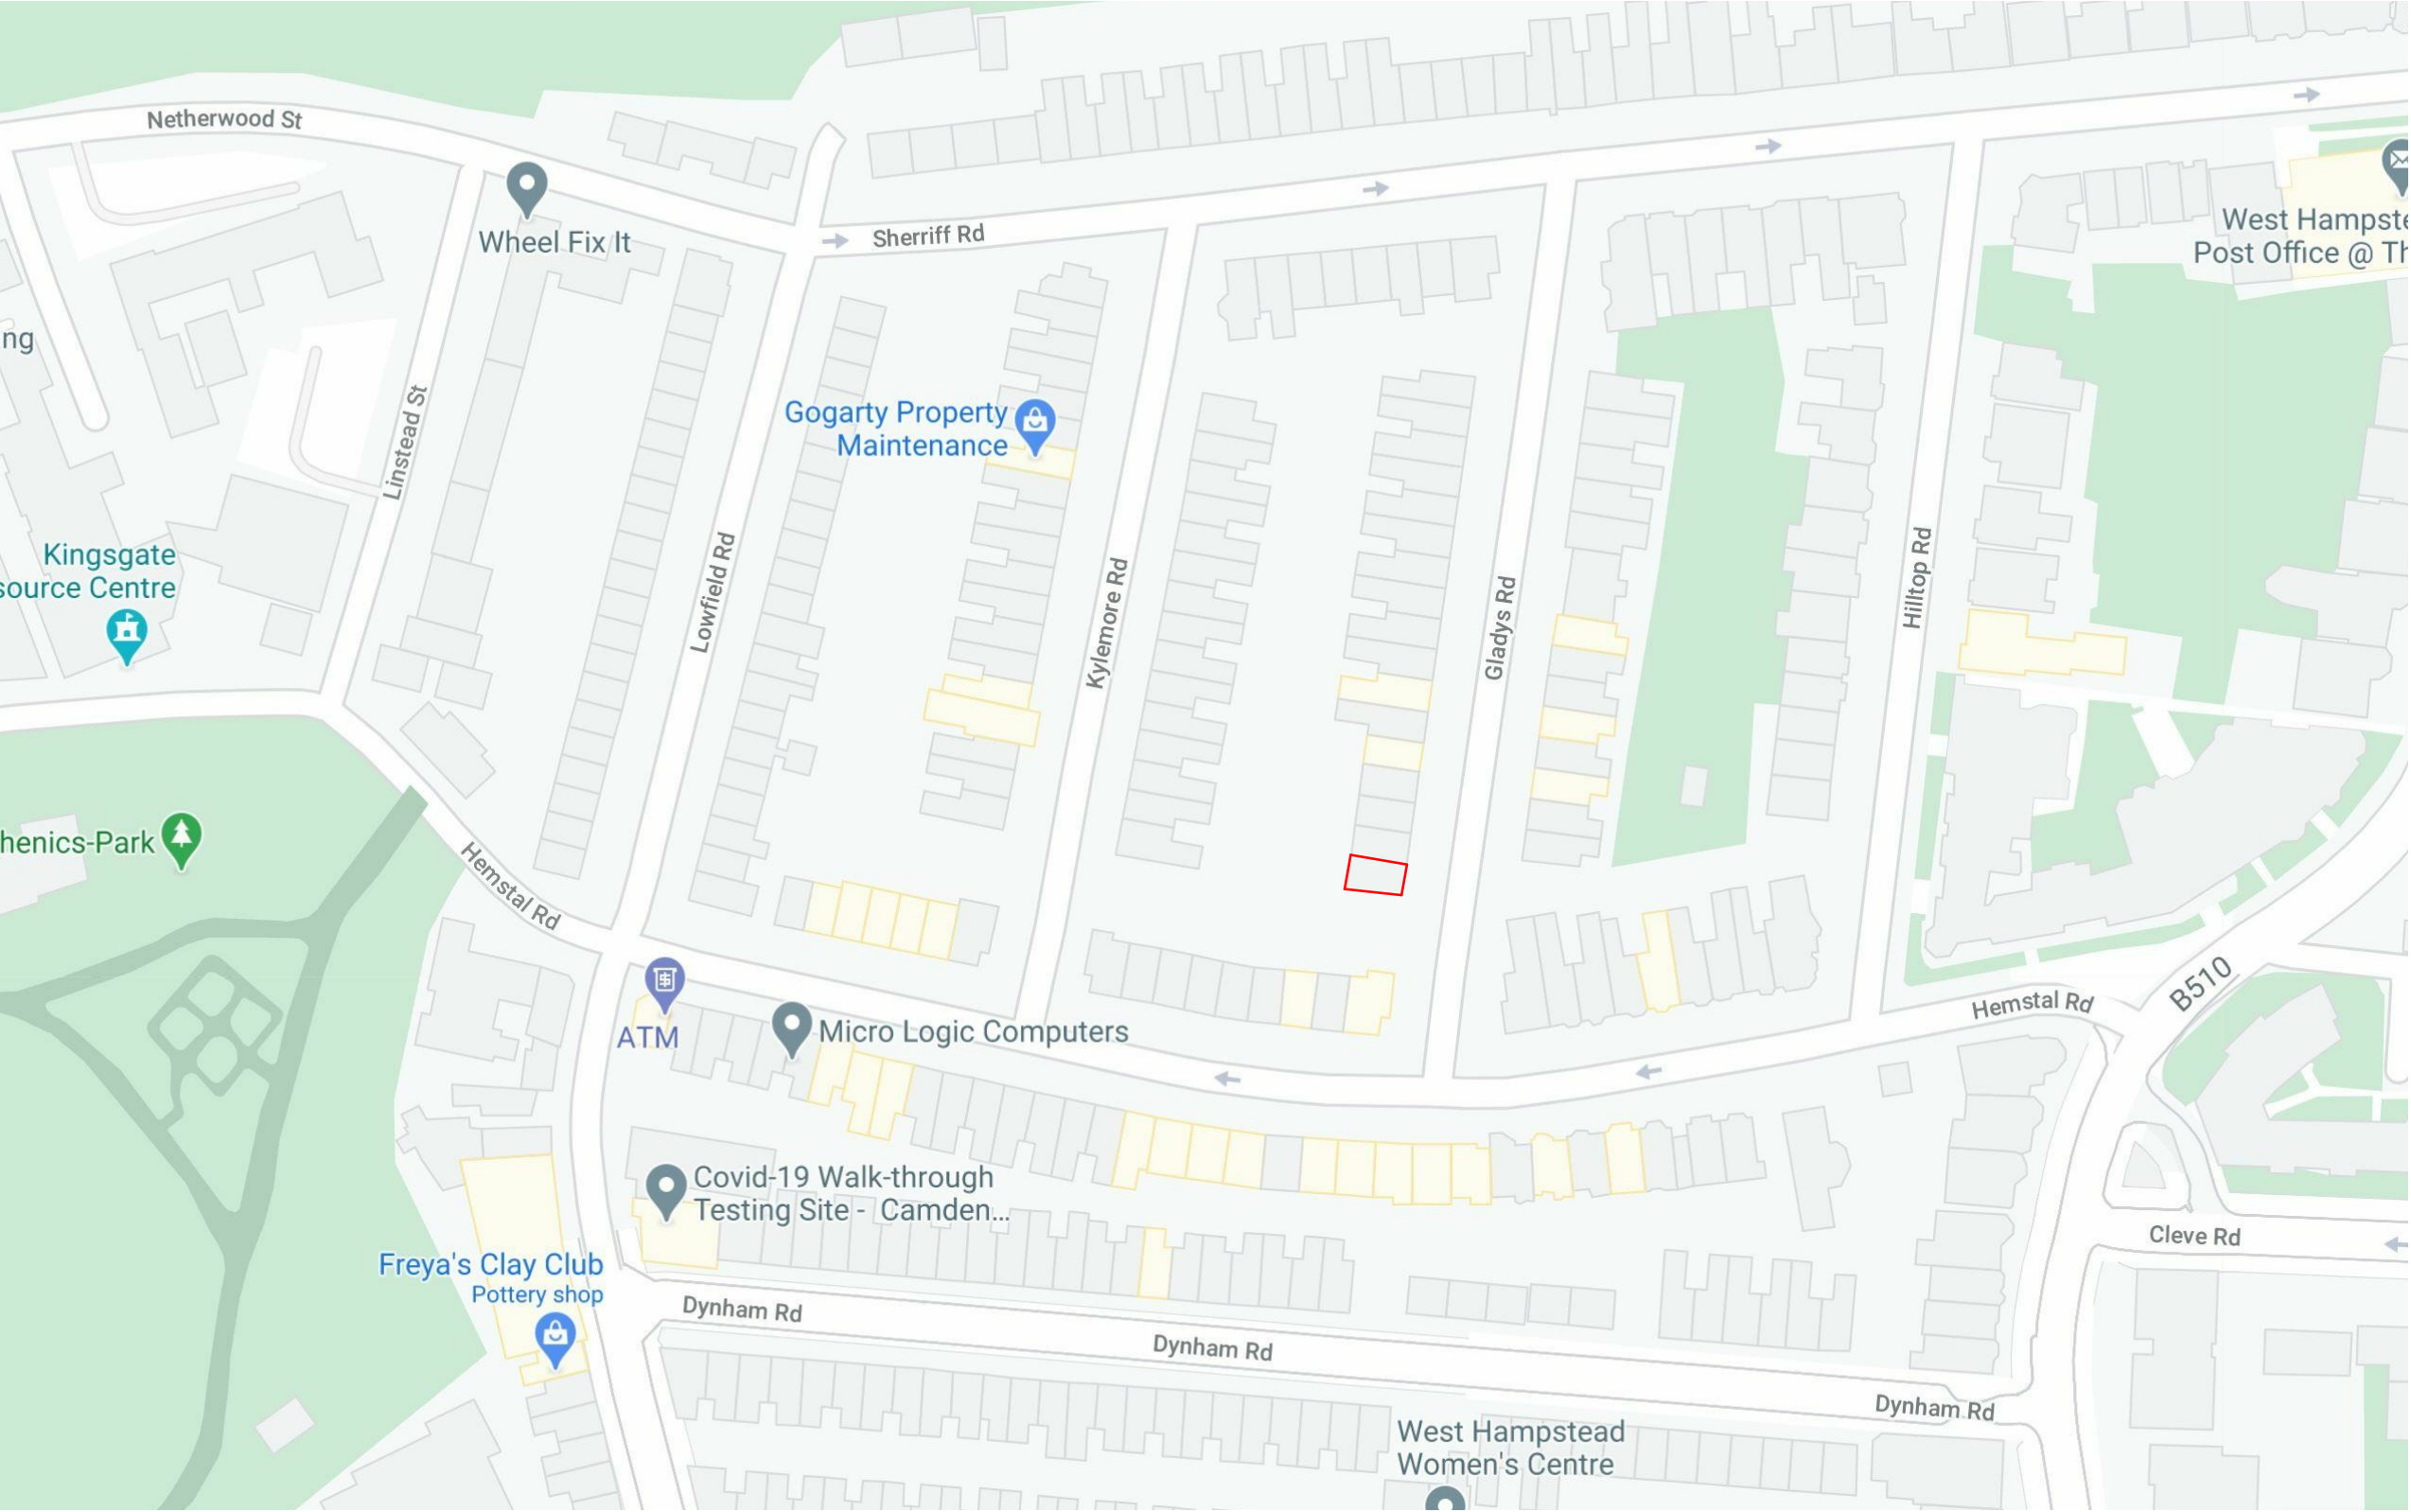 Netherwood St
Wheel Fix It
Sherriff Rd
West Hampste
Post Office @ Th
ng
Gogarty Property
Maintenance
Linstead St
Lowfield Rd
Kylemore Rd
Gladys Rd
Hilltop Rd
Kingsgate
source Centre
henics-Park
Hemstal Rd
ATM
Micro Logic Computers
Hemstal Rd
B510
Covid-19 Walk-through
Testing Site - Camden...
Freya's Clay Club
Pottery shop
Cleve Rd
Dynham Rd
Dynham Rd
Dynham Rd
West Hampstead
Women's Centre